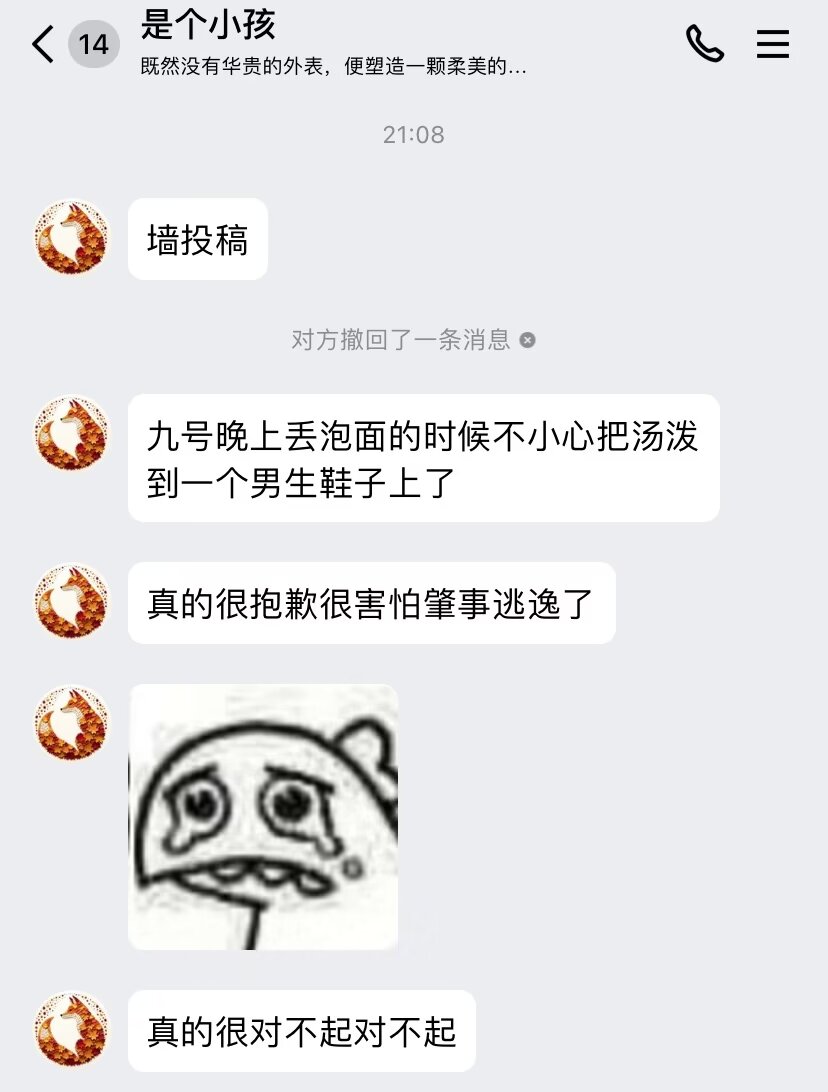 14
是个小孩
既然没有华贵的外表，便塑造一颗柔美的...
21:08
墙投稿
对方撤回了一条消息
九号晚上丢泡面的时候不小心把汤泼
到一个男生鞋子上了
真的很抱歉很害怕肇事逃逸了
真的很对不起对不起